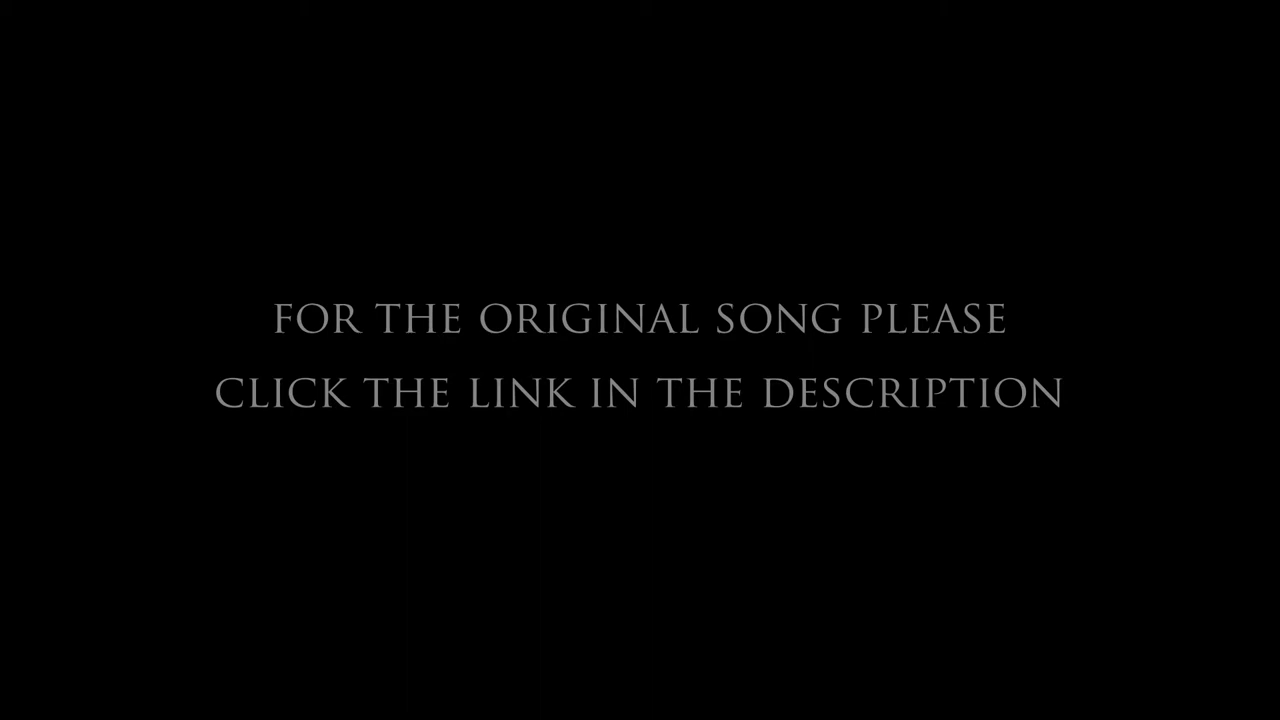 FOR THE ORIGINAL SONG PLEASE
CLICK THE LINK IN THE DESCRIPTION